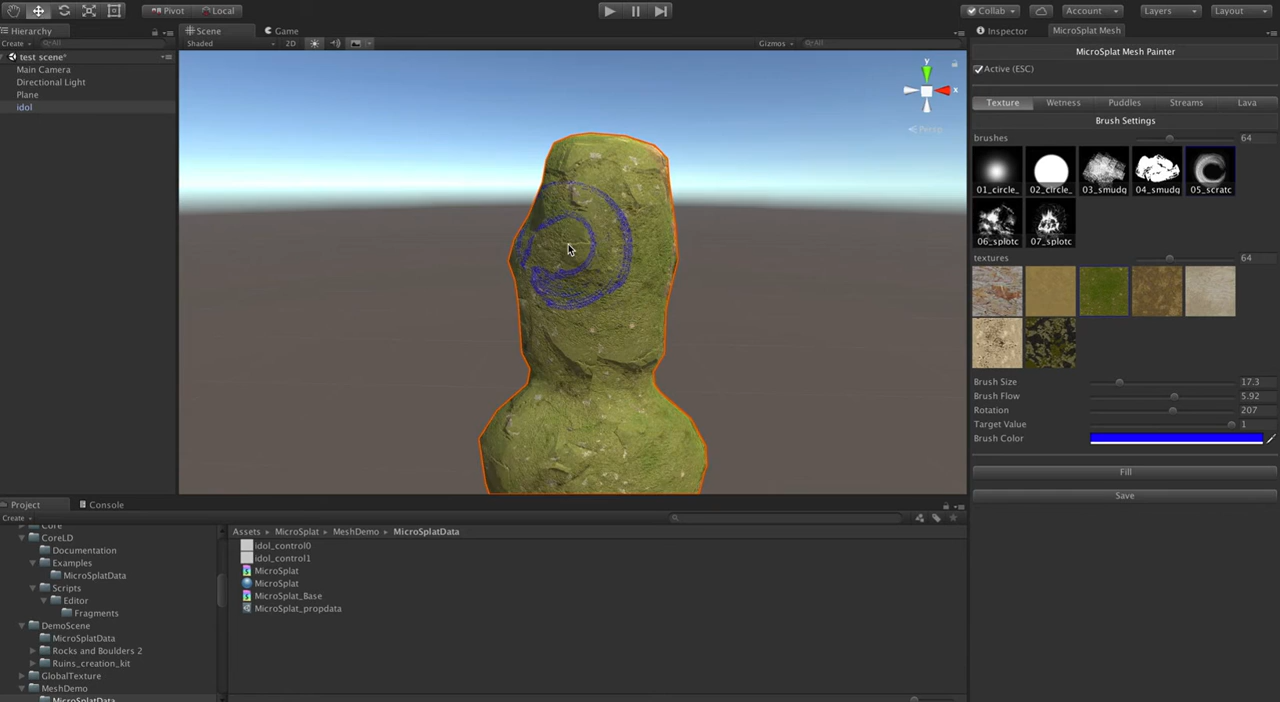 Pivot Local Collab Account Layers Layout
Hierarchy Scene Game Inspector MicroSplat Mesh
Create All Shaded 2D Gizmos All MicroSplat Mesh Painter
test scene*
Main Camera
Directional Light
Plane
idol
y
x
Persp
Active (ESC)
Texture Wetness Puddles Streams Lava
Brush Settings
brushes 64
01_circle_ 02_circle_ 03_smudg 04_smudg 05_scratc
06_splotc 07_splotc
textures 64
Brush Size 17.3
Brush Flow 5.92
Rotation 207
Target Value 1
Brush Color
Fill
Save
Project Console
Create
Core
CoreLD
Documentation
Examples
MicroSplatData
Scripts
Editor
Fragments
DemoScene
MicroSplatData
Rocks and Boulders 2
Ruins_creation_kit
GlobalTexture
MeshDemo
MicroSplatData
Assets MicroSplat MeshDemo MicroSplatData
idol_control0
idol_control1
MicroSplat
MicroSplat
MicroSplat_Base
MicroSplat_propdata